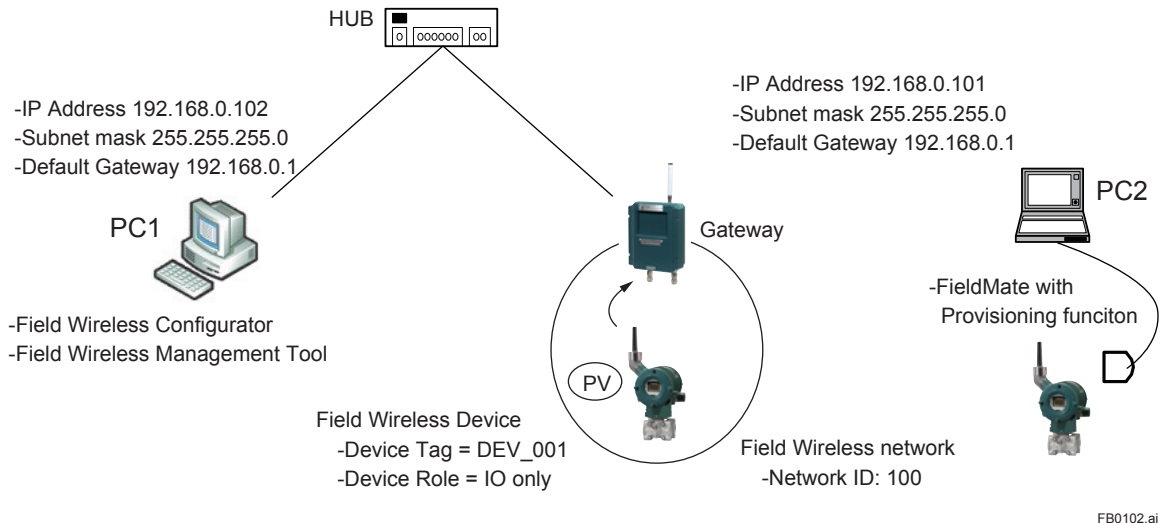 HUB
-IP Address 192.168.0.102
-Subnet mask 255.255.255.0
-Default Gateway 192.168.0.1
-IP Address 192.168.0.101
-Subnet mask 255.255.255.0
-Default Gateway 192.168.0.1
PC1
Gateway
PC2
-Field Wireless Configurator
-Field Wireless Management Tool
-FieldMate with
Provisioning funciton
PV
Field Wireless Device
-Device Tag = DEV_001
-Device Role = IO only
Field Wireless network
-Network ID: 100
FB0102.ai